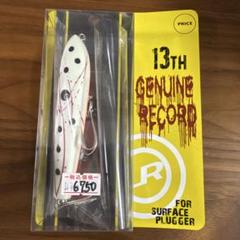 PRICE
13TH
GENUINE
RECORD
税込価格
6750
R
FOR
SURFACE
PLUGGER